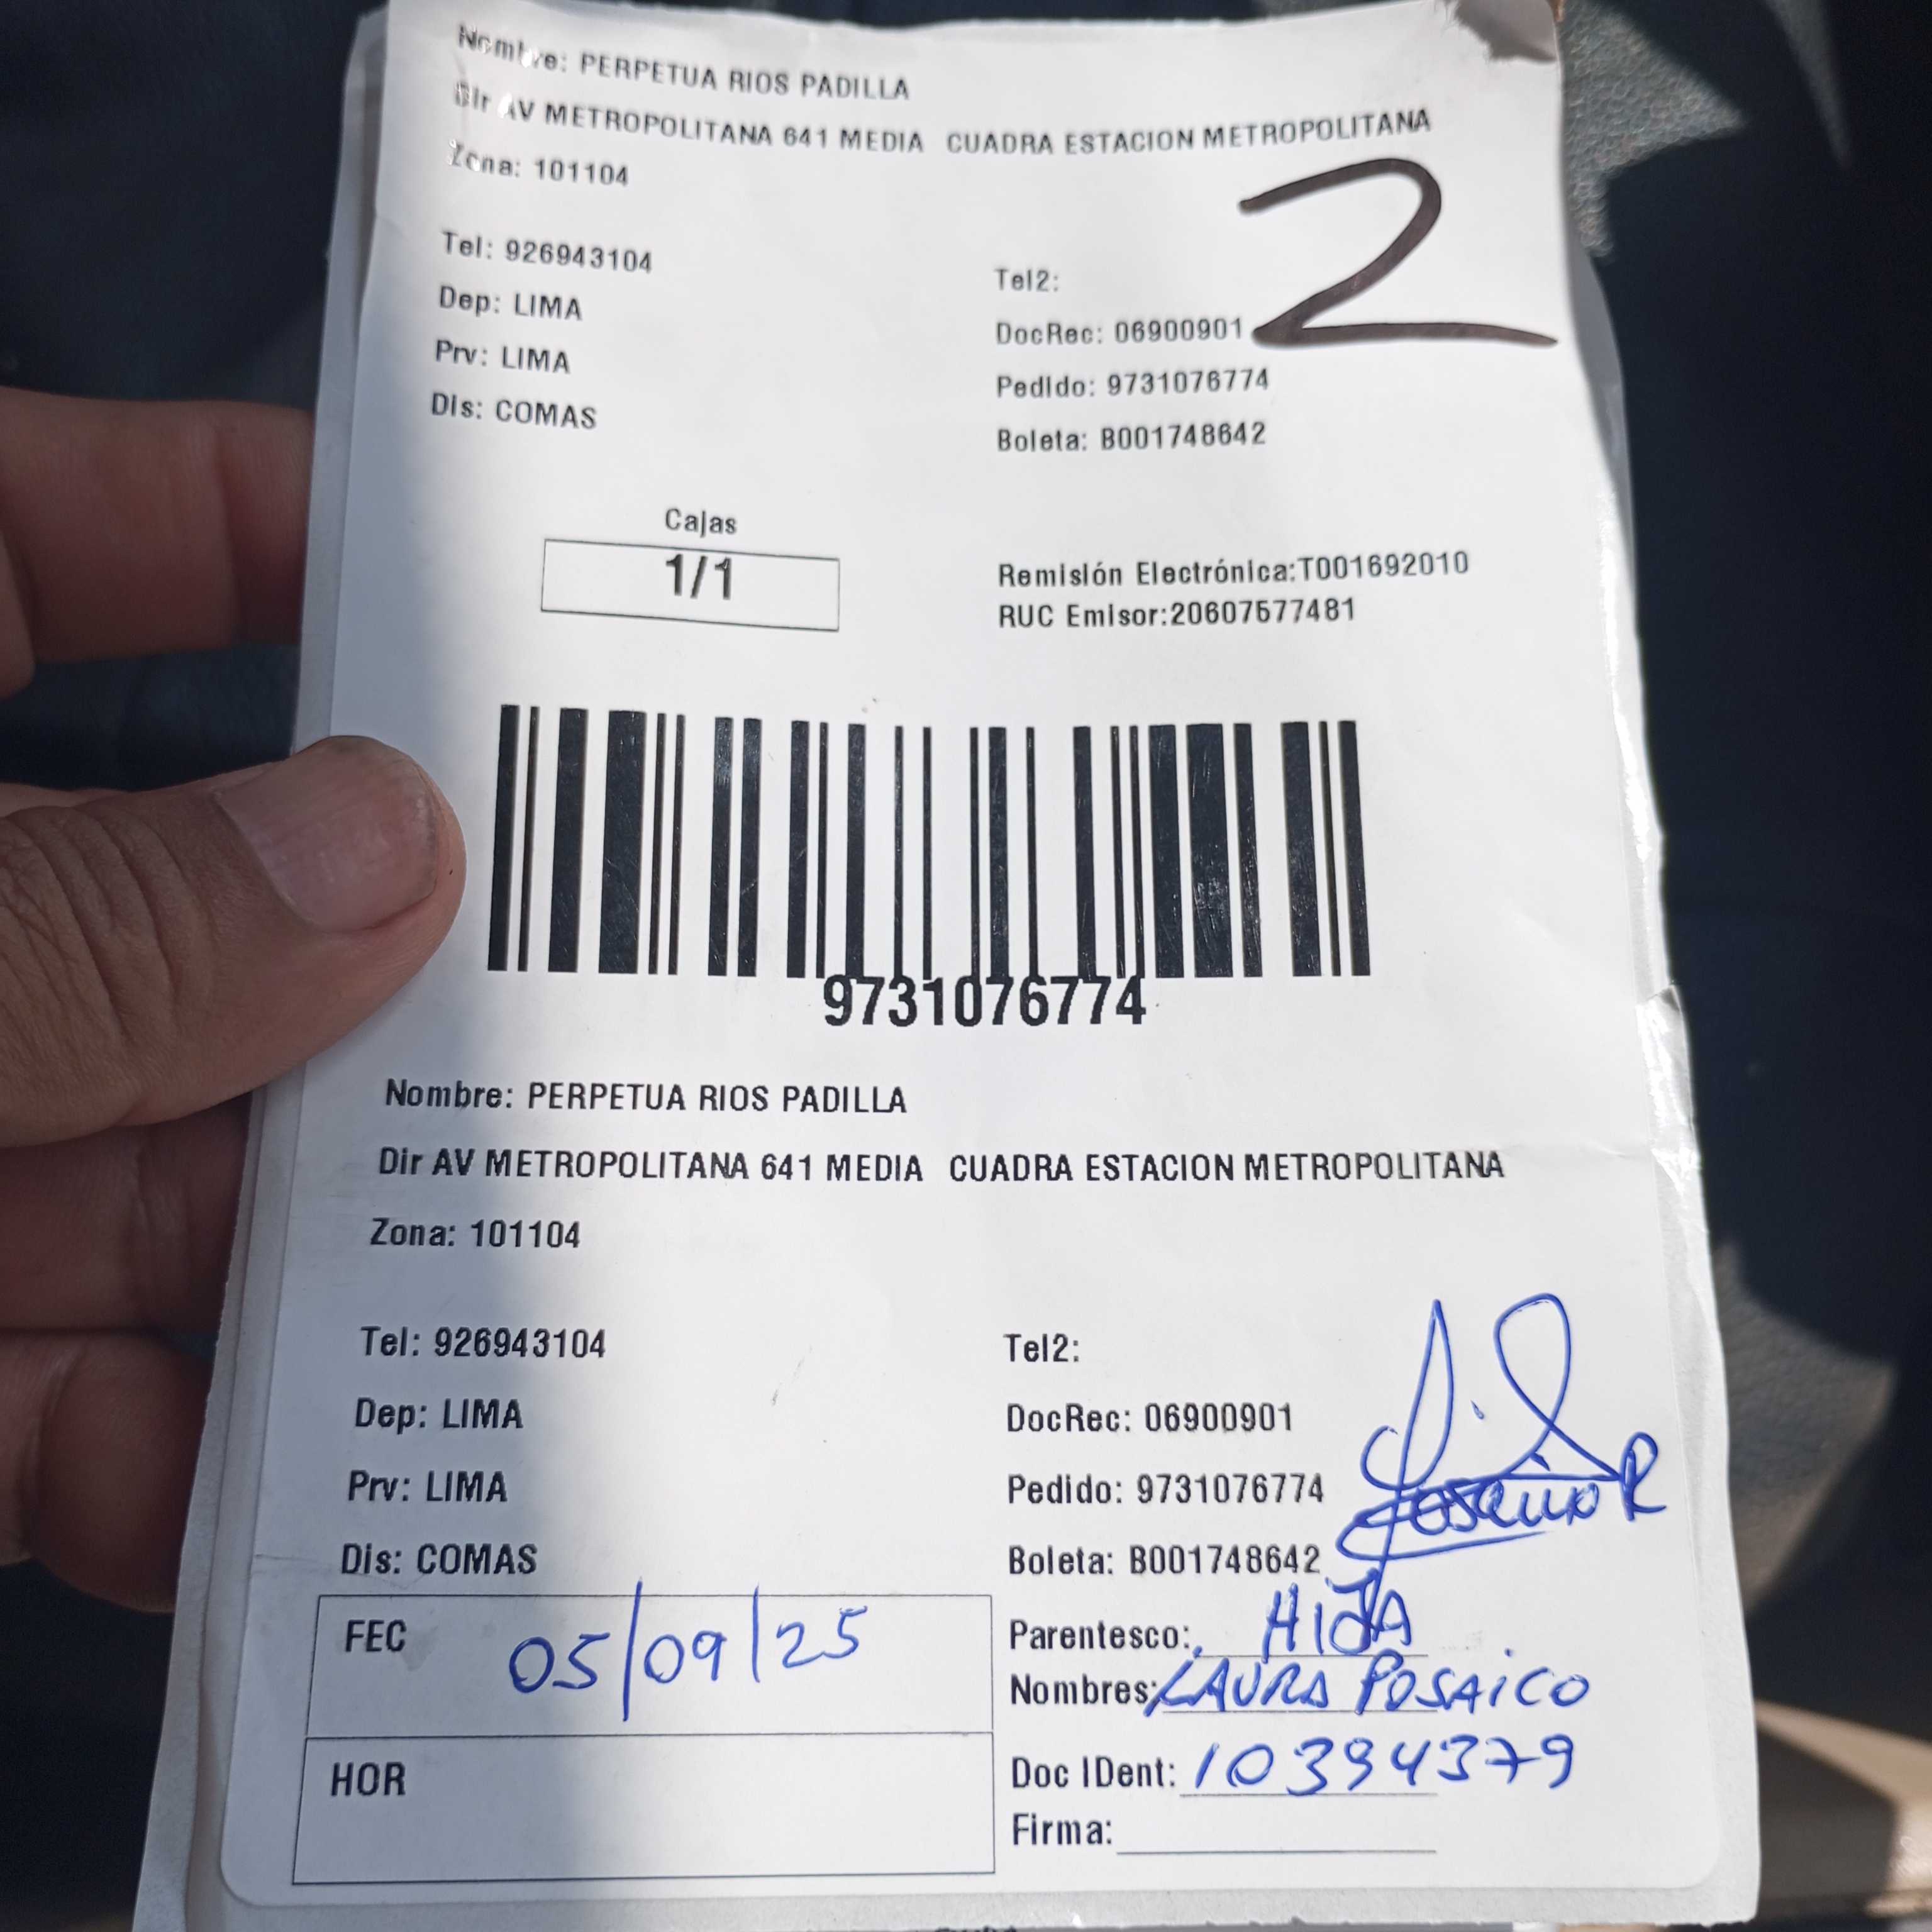 Nombre: PERPETUA RIOS PADILLA
Dir AV METROPOLITANA 641 MEDIA CUADRA ESTACION METROPOLITANA
Zona: 101104
2
Tel: 926943104
Tel2:
Dep: LIMA
DocRec: 06900901
Prv: LIMA
Pedido: 9731076774
Dis: COMAS
Boleta: B001748642
Cajas
1/1
Remisión Electrónica:T001692010
RUC Emisor:20607577481
9731076774
Nombre: PERPETUA RIOS PADILLA
Dir AV METROPOLITANA 641 MEDIA CUADRA ESTACION METROPOLITANA
Zona: 101104
Tel: 926943104
Tel2:
Dep: LIMA
DocRec: 06900901
Prv: LIMA
Pedido: 9731076774
Dis: COMAS
Boleta: B001748642
FEC 05/09/25
Parentesco: HIJA
Nombres: LAURA POSAICO
HOR
Doc IDent: 10394379
Firma: